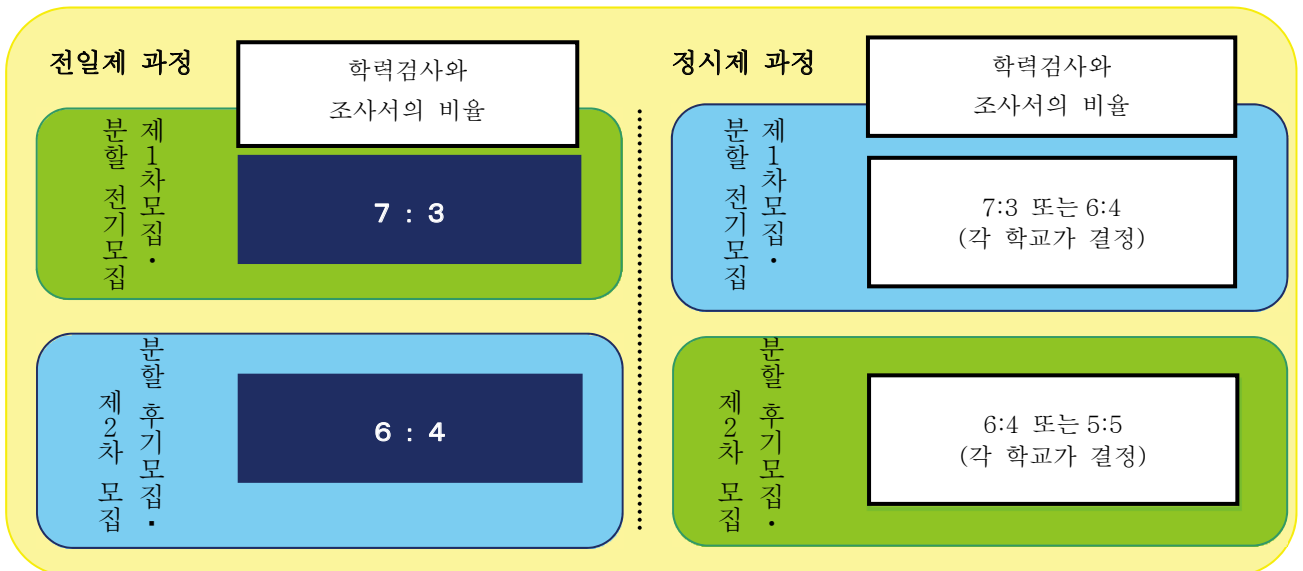 전일제 과정
학력검사와
조사서의 비율
제1차모집·
분할 전기모집
7 : 3
분할 후기모집·
제2차 모집
6 : 4
정시제 과정
학력검사와
조사서의 비율
제1차모집·
분할 전기모집
7:3 또는 6:4
(각 학교가 결정)
분할 후기모집·
제2차 모집
6:4 또는 5:5
(각 학교가 결정)